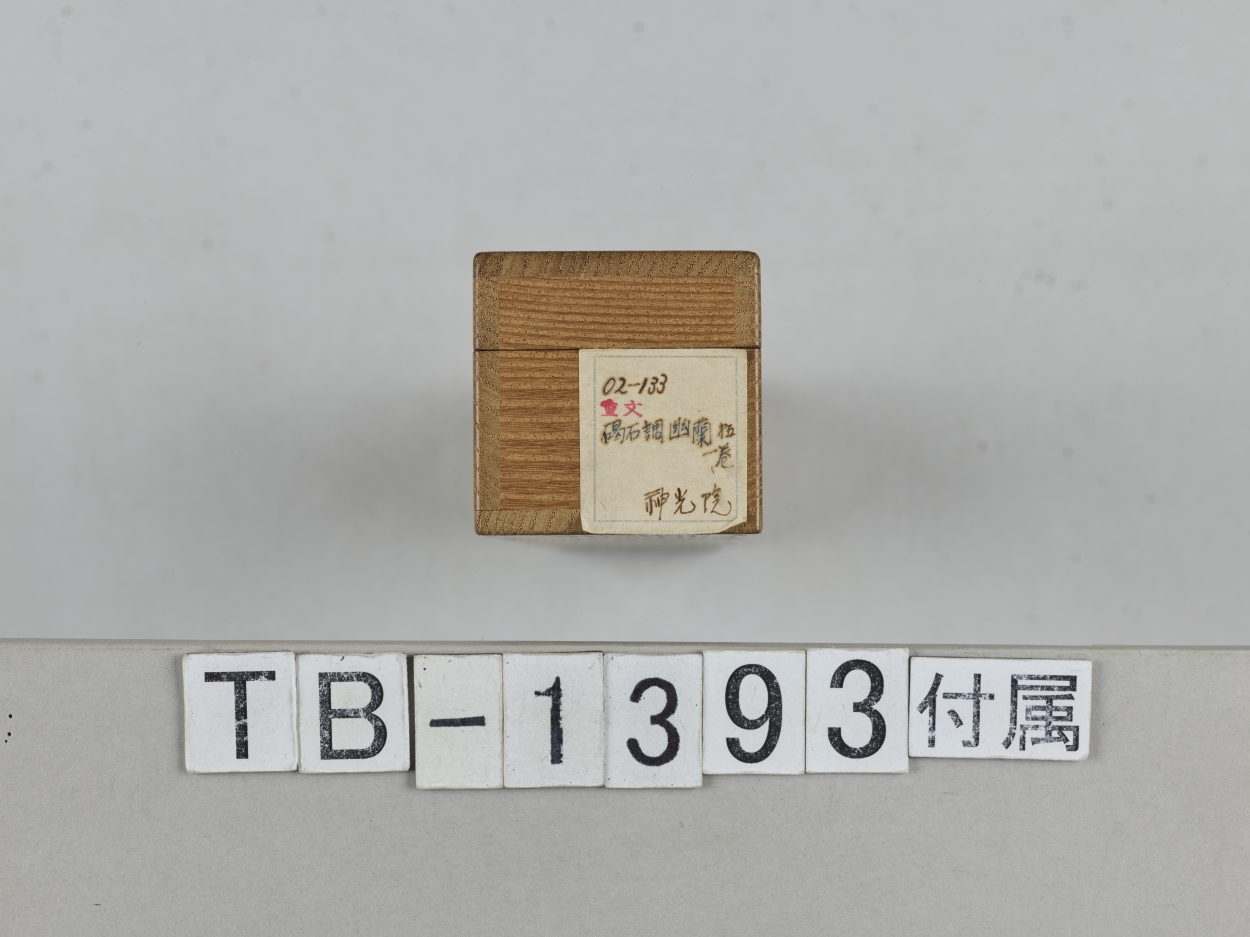 02-133
重文
碣石調幽蘭 第五
一巻
神光院
TB-1393付属